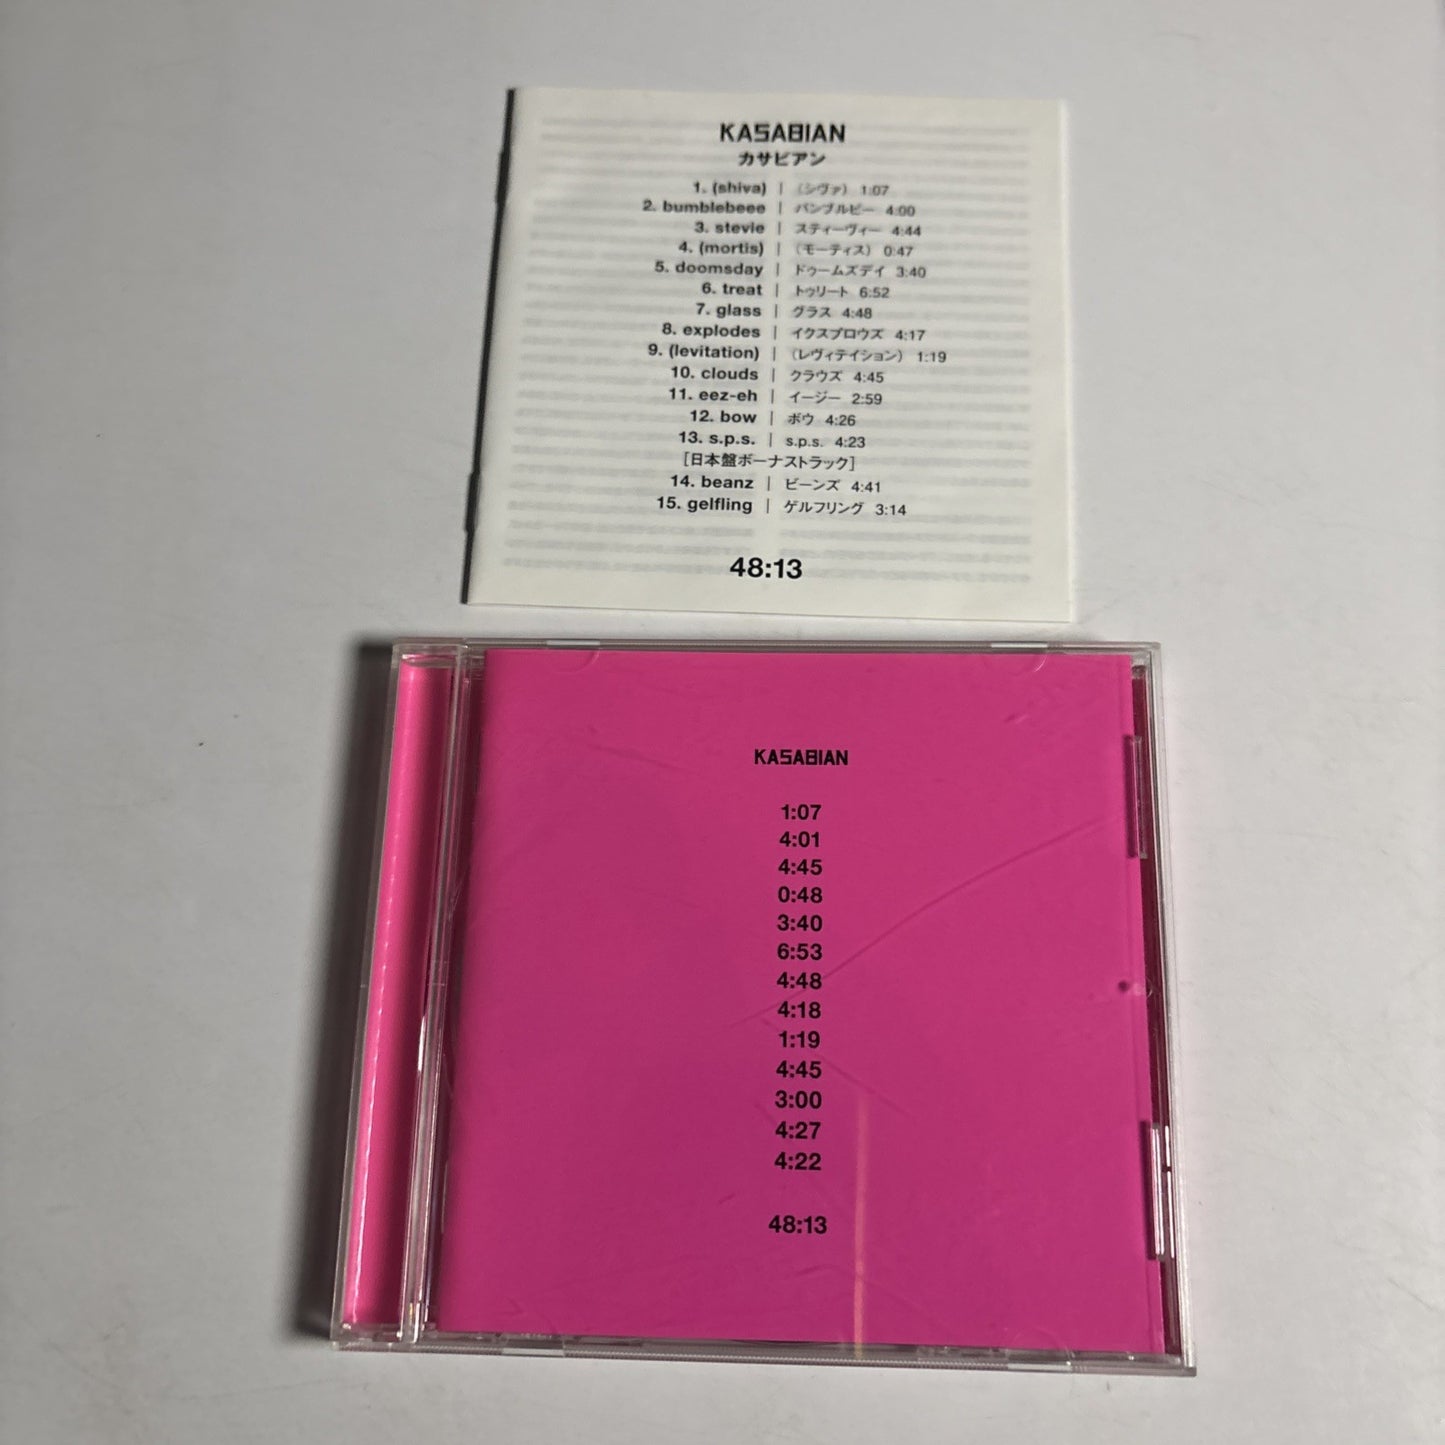 KASABIAN
カサビアン
1. (shiva) | （シヴァ） 1:07
2. bumblebeee | バンブルビー 4:00
3. stevie | スティーヴィー 4:44
4. (mortis) | （モーティス） 0:47
5. doomsday | ドゥームズデイ 3:40
6. treat | トゥリート 6:52
7. glass | グラス 4:48
8. explodes | イクスプロウズ 4:17
9. (levitation) | （レヴィテイション） 1:19
10. clouds | クラウズ 4:45
11. eez-eh | イージー 2:59
12. bow | ボウ 4:26
13. s.p.s. | s.p.s. 4:23
［日本盤ボーナストラック］
14. beanz | ビーンズ 4:41
15. gelfling | ゲルフリング 3:14
48:13
KASABIAN
1:07
4:01
4:45
0:48
3:40
6:53
4:48
4:18
1:19
4:45
3:00
4:27
4:22
48:13